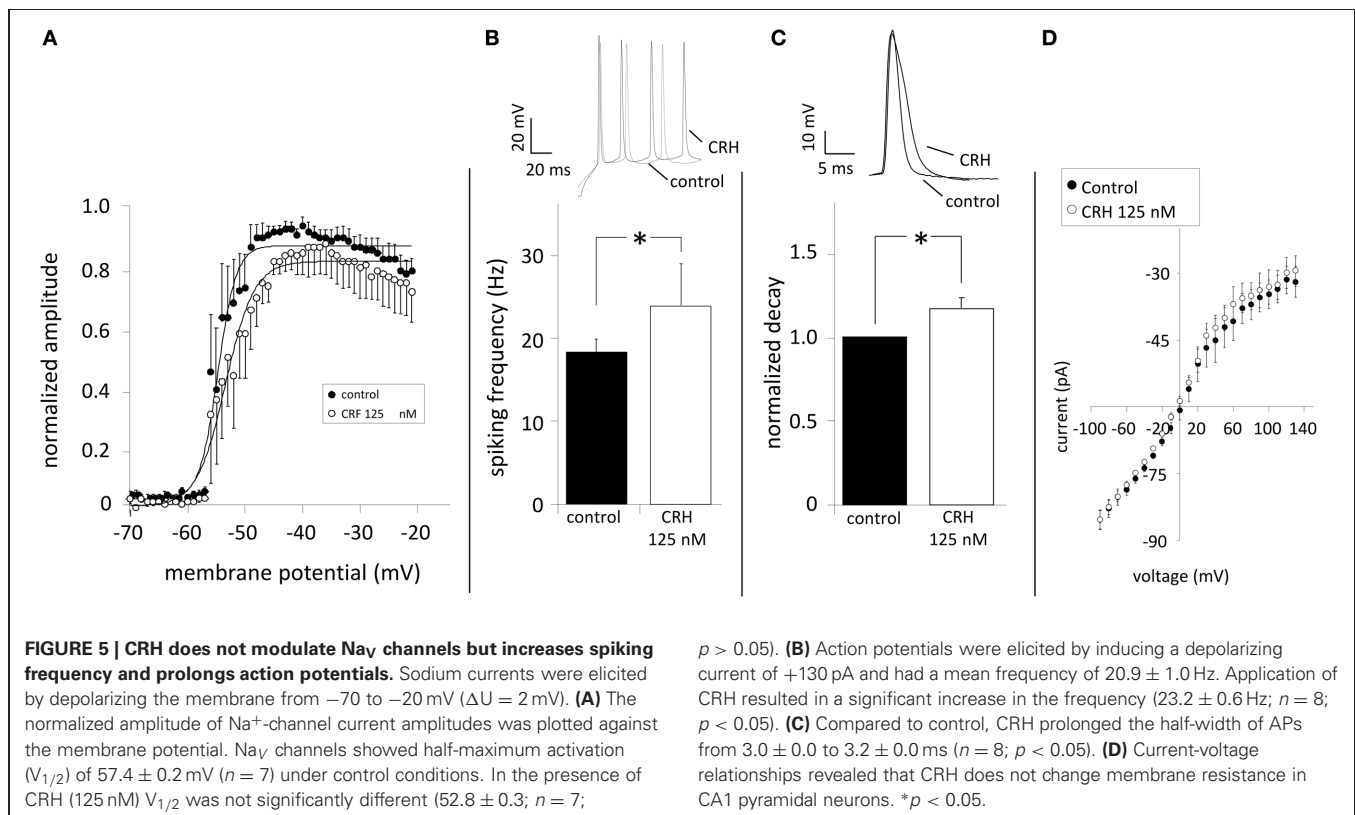 A
B
C
D
20 mV
20 ms
CRH
control
10 mV
5 ms
CRH
control
Control
CRH 125 nM
1.0
0.8
0.6
0.4
0.2
0
normalized amplitude
control
CRF 125 nM
-70 -60 -50 -40 -30 -20
membrane potential (mV)
30
20
10
0
spiking frequency (Hz)
*
control
CRH
125 nM
1.5
1.0
0.5
0
normalized decay
*
control
CRH
125 nM
-30
-45
-75
-90
current (pA)
-100 -60 -20 20 60 100 140
voltage (mV)
FIGURE 5 | CRH does not modulate NaV channels but increases spiking
frequency and prolongs action potentials. Sodium currents were elicited
by depolarizing the membrane from −70 to −20 mV (ΔU = 2 mV). (A) The
normalized amplitude of Na+-channel current amplitudes was plotted against
the membrane potential. NaV channels showed half-maximum activation
(V1/2) of 57.4 ± 0.2 mV (n = 7) under control conditions. In the presence of
CRH (125 nM) V1/2 was not significantly different (52.8 ± 0.3; n = 7;
p > 0.05). (B) Action potentials were elicited by inducing a depolarizing
current of +130 pA and had a mean frequency of 20.9 ± 1.0 Hz. Application of
CRH resulted in a significant increase in the frequency (23.2 ± 0.6 Hz; n = 8;
p < 0.05). (C) Compared to control, CRH prolonged the half-width of APs
from 3.0 ± 0.0 to 3.2 ± 0.0 ms (n = 8; p < 0.05). (D) Current-voltage
relationships revealed that CRH does not change membrane resistance in
CA1 pyramidal neurons. *p < 0.05.